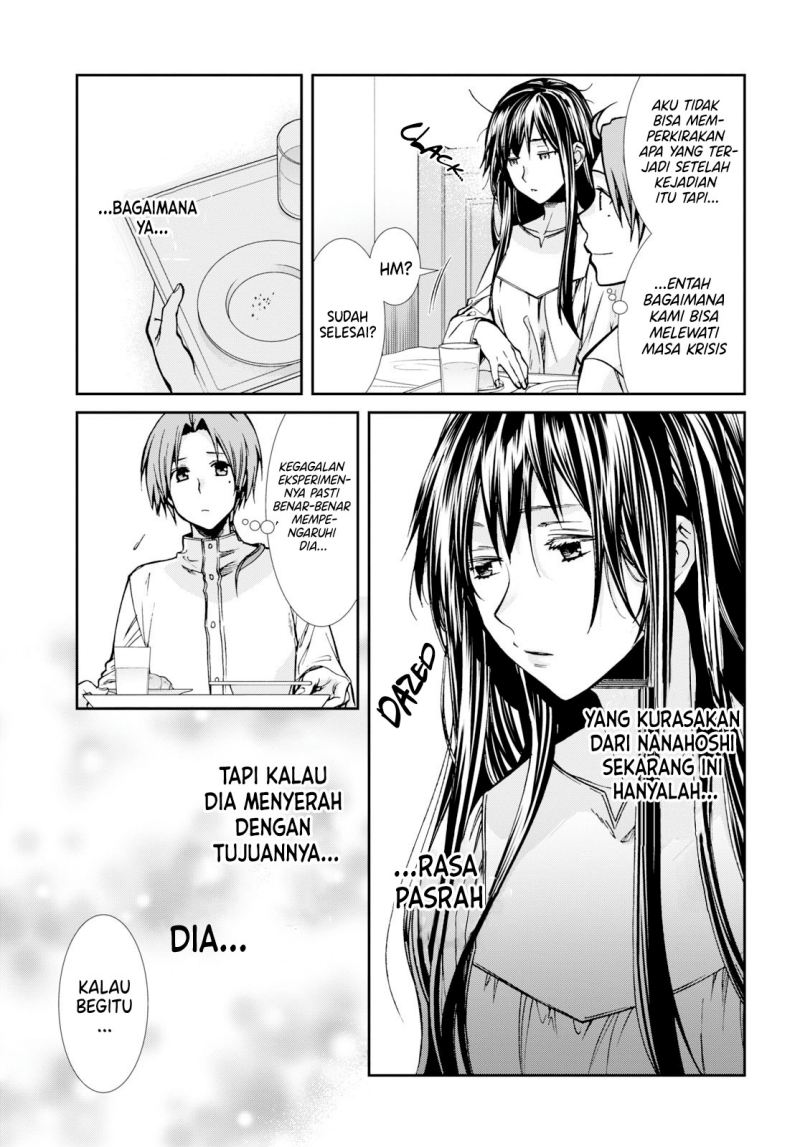 AKU TIDAK
BISA MEM-
PERKIRAKAN
APA YANG TER-
JADI SETELAH
KEJADIAN
ITU TAPI...
...ENTAH
BAGAIMANA
KAMI BISA
MELEWATI
MASA KRISIS
CLACK
HM?
SUDAH
SELESAI?
...BAGAIMANA
YA...
YANG KURASAKAN
DARI NANAHOSHI
SEKARANG INI
HANYALAH...
DAZED
...RASA
PASRAH
KEGAGALAN
EKSPERIMEN-
NYA PASTI
BENAR-BENAR
MEMPE-
NGARUHI
DIA...
TAPI KALAU
DIA MENYERAH
DENGAN
TUJUANNYA...
DIA...
KALAU
BEGITU
...